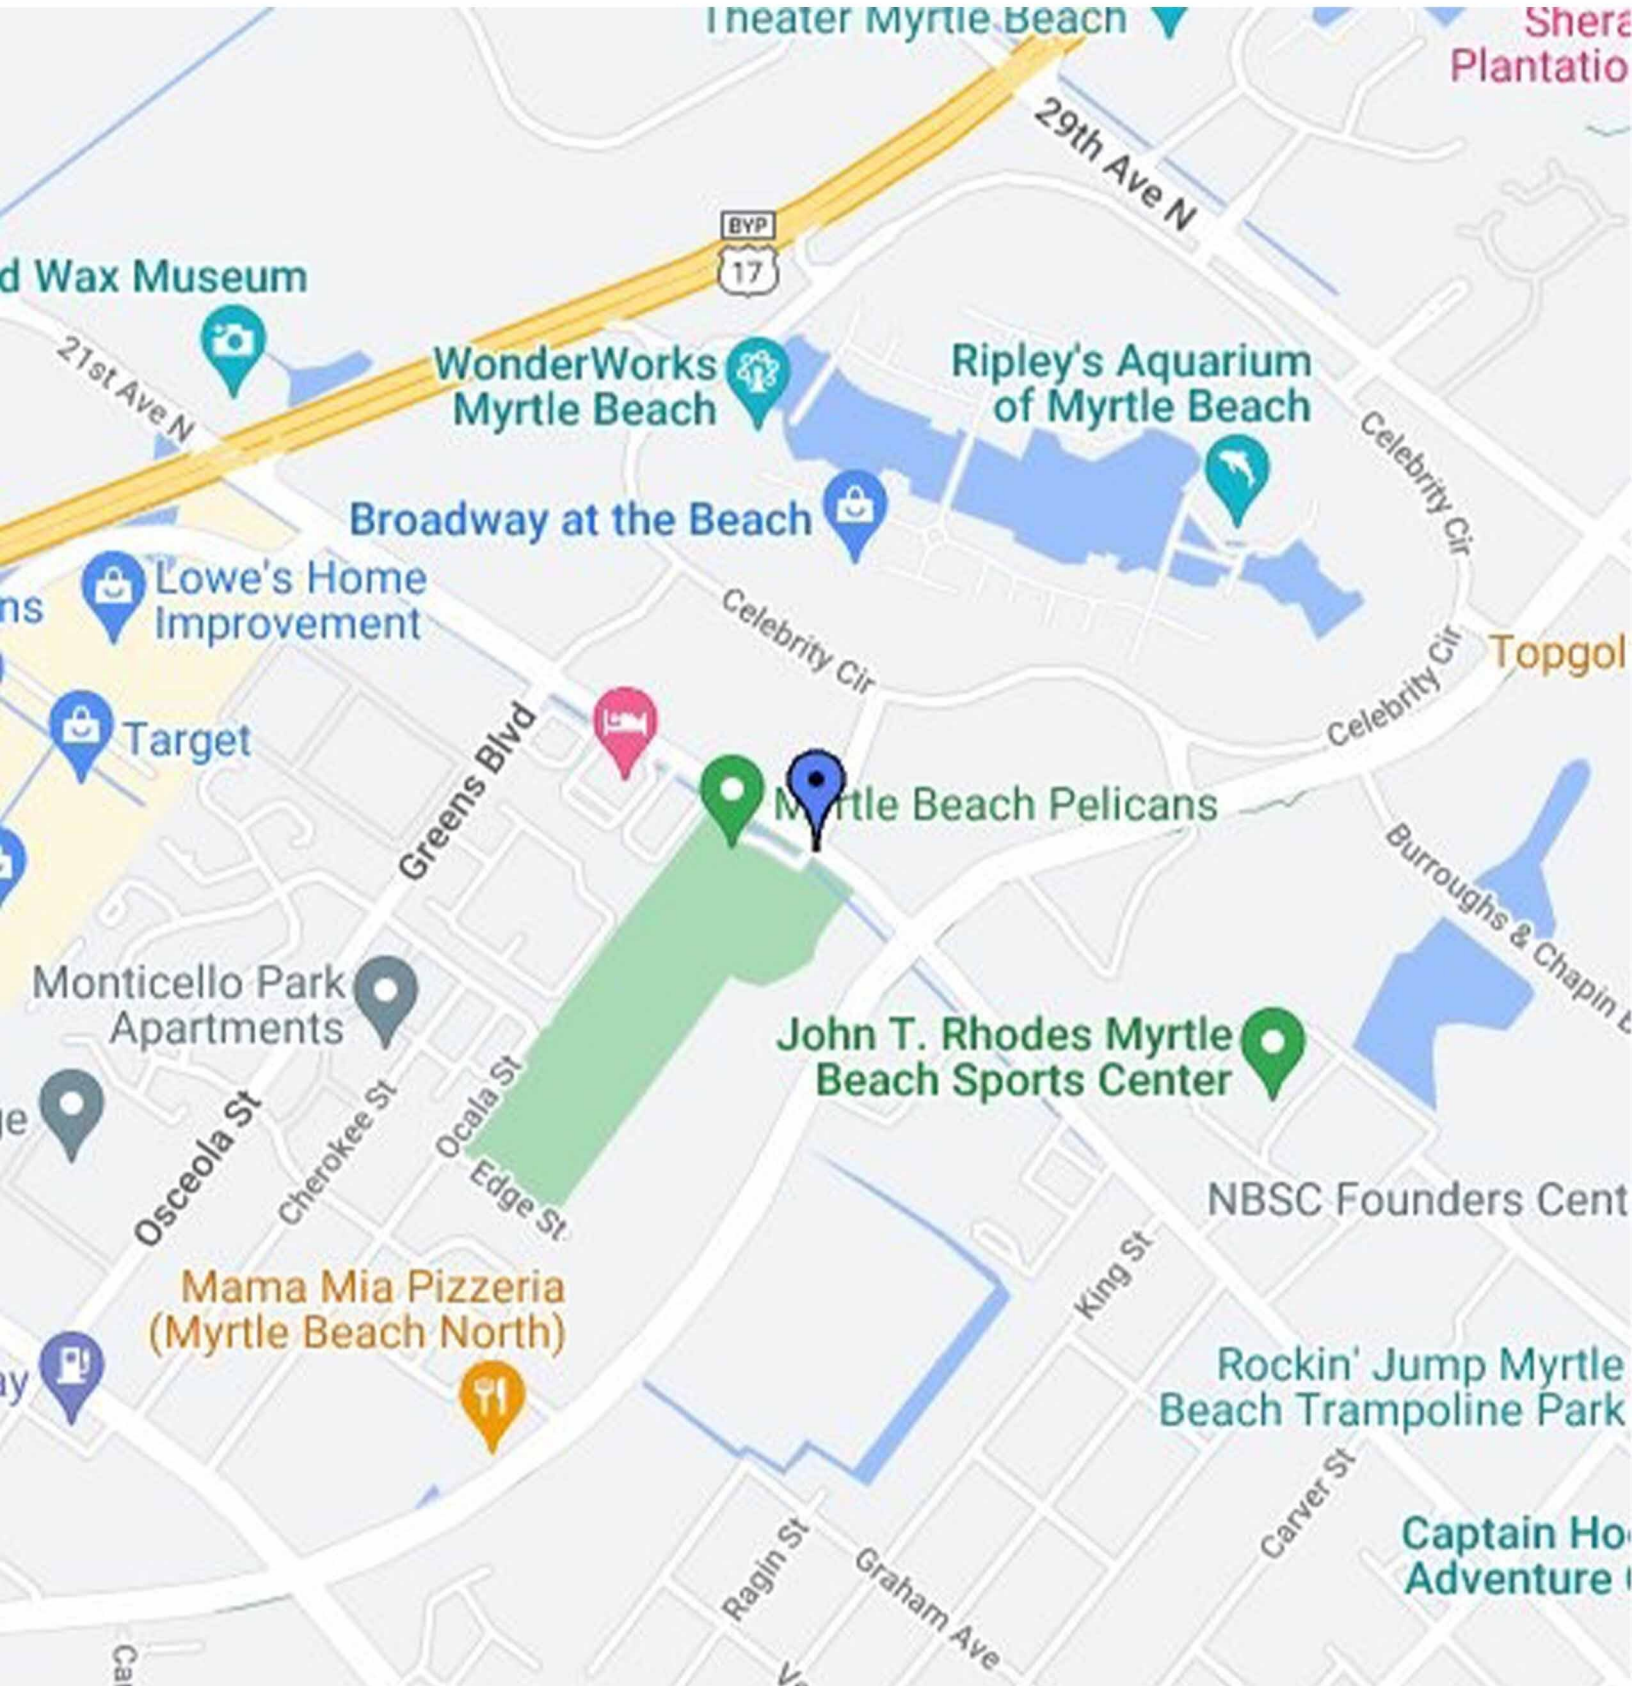 Theater Myrtle Beach
Shera
Plantatio
29th Ave N
BYP
17
d Wax Museum
21st Ave N
WonderWorks
Myrtle Beach
Ripley's Aquarium
of Myrtle Beach
Celebrity Cir
Broadway at the Beach
Lowe's Home
Improvement
ns
Celebrity Cir
Celebrity Cir
Topgol
Target
Greens Blvd
Myrtle Beach Pelicans
Burroughs & Chapin B
Monticello Park
Apartments
John T. Rhodes Myrtle
Beach Sports Center
ge
Osceola St
Cherokee St
Ocala St
Edge St
NBSC Founders Cent
King St
Mama Mia Pizzeria
(Myrtle Beach North)
ay
Rockin' Jump Myrtle
Beach Trampoline Park
Carver St
Captain Ho
Adventure
Ragin St
Graham Ave
Ca